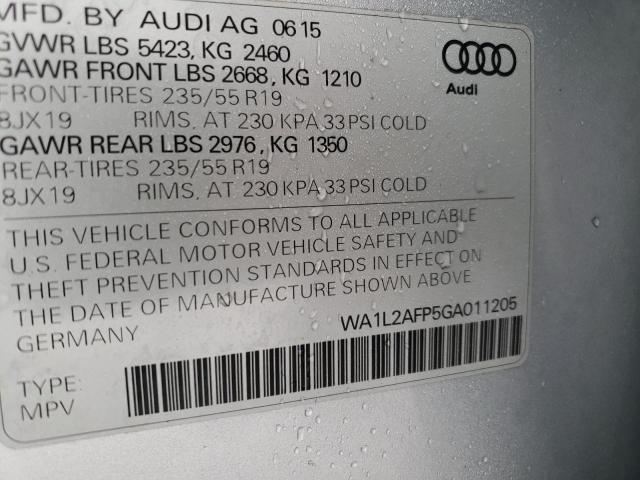 MFD. BY AUDI AG 0615
GVWR LBS 5423, KG 2460
GAWR FRONT LBS 2668, KG 1210
FRONT-TIRES 235/55 R19
8JX19 RIMS, AT 230 KPA 33 PSI COLD
GAWR REAR LBS 2976, KG 1350
REAR-TIRES 235/55 R19
8JX19 RIMS, AT 230 KPA 33 PSI COLD
Audi
THIS VEHICLE CONFORMS TO ALL APPLICABLE
U.S. FEDERAL MOTOR VEHICLE SAFETY AND
THEFT PREVENTION STANDARDS IN EFFECT ON
THE DATE OF MANUFACTURE SHOWN ABOVE
GERMANY
WA1L2AFP5GA011205
TYPE:
MPV